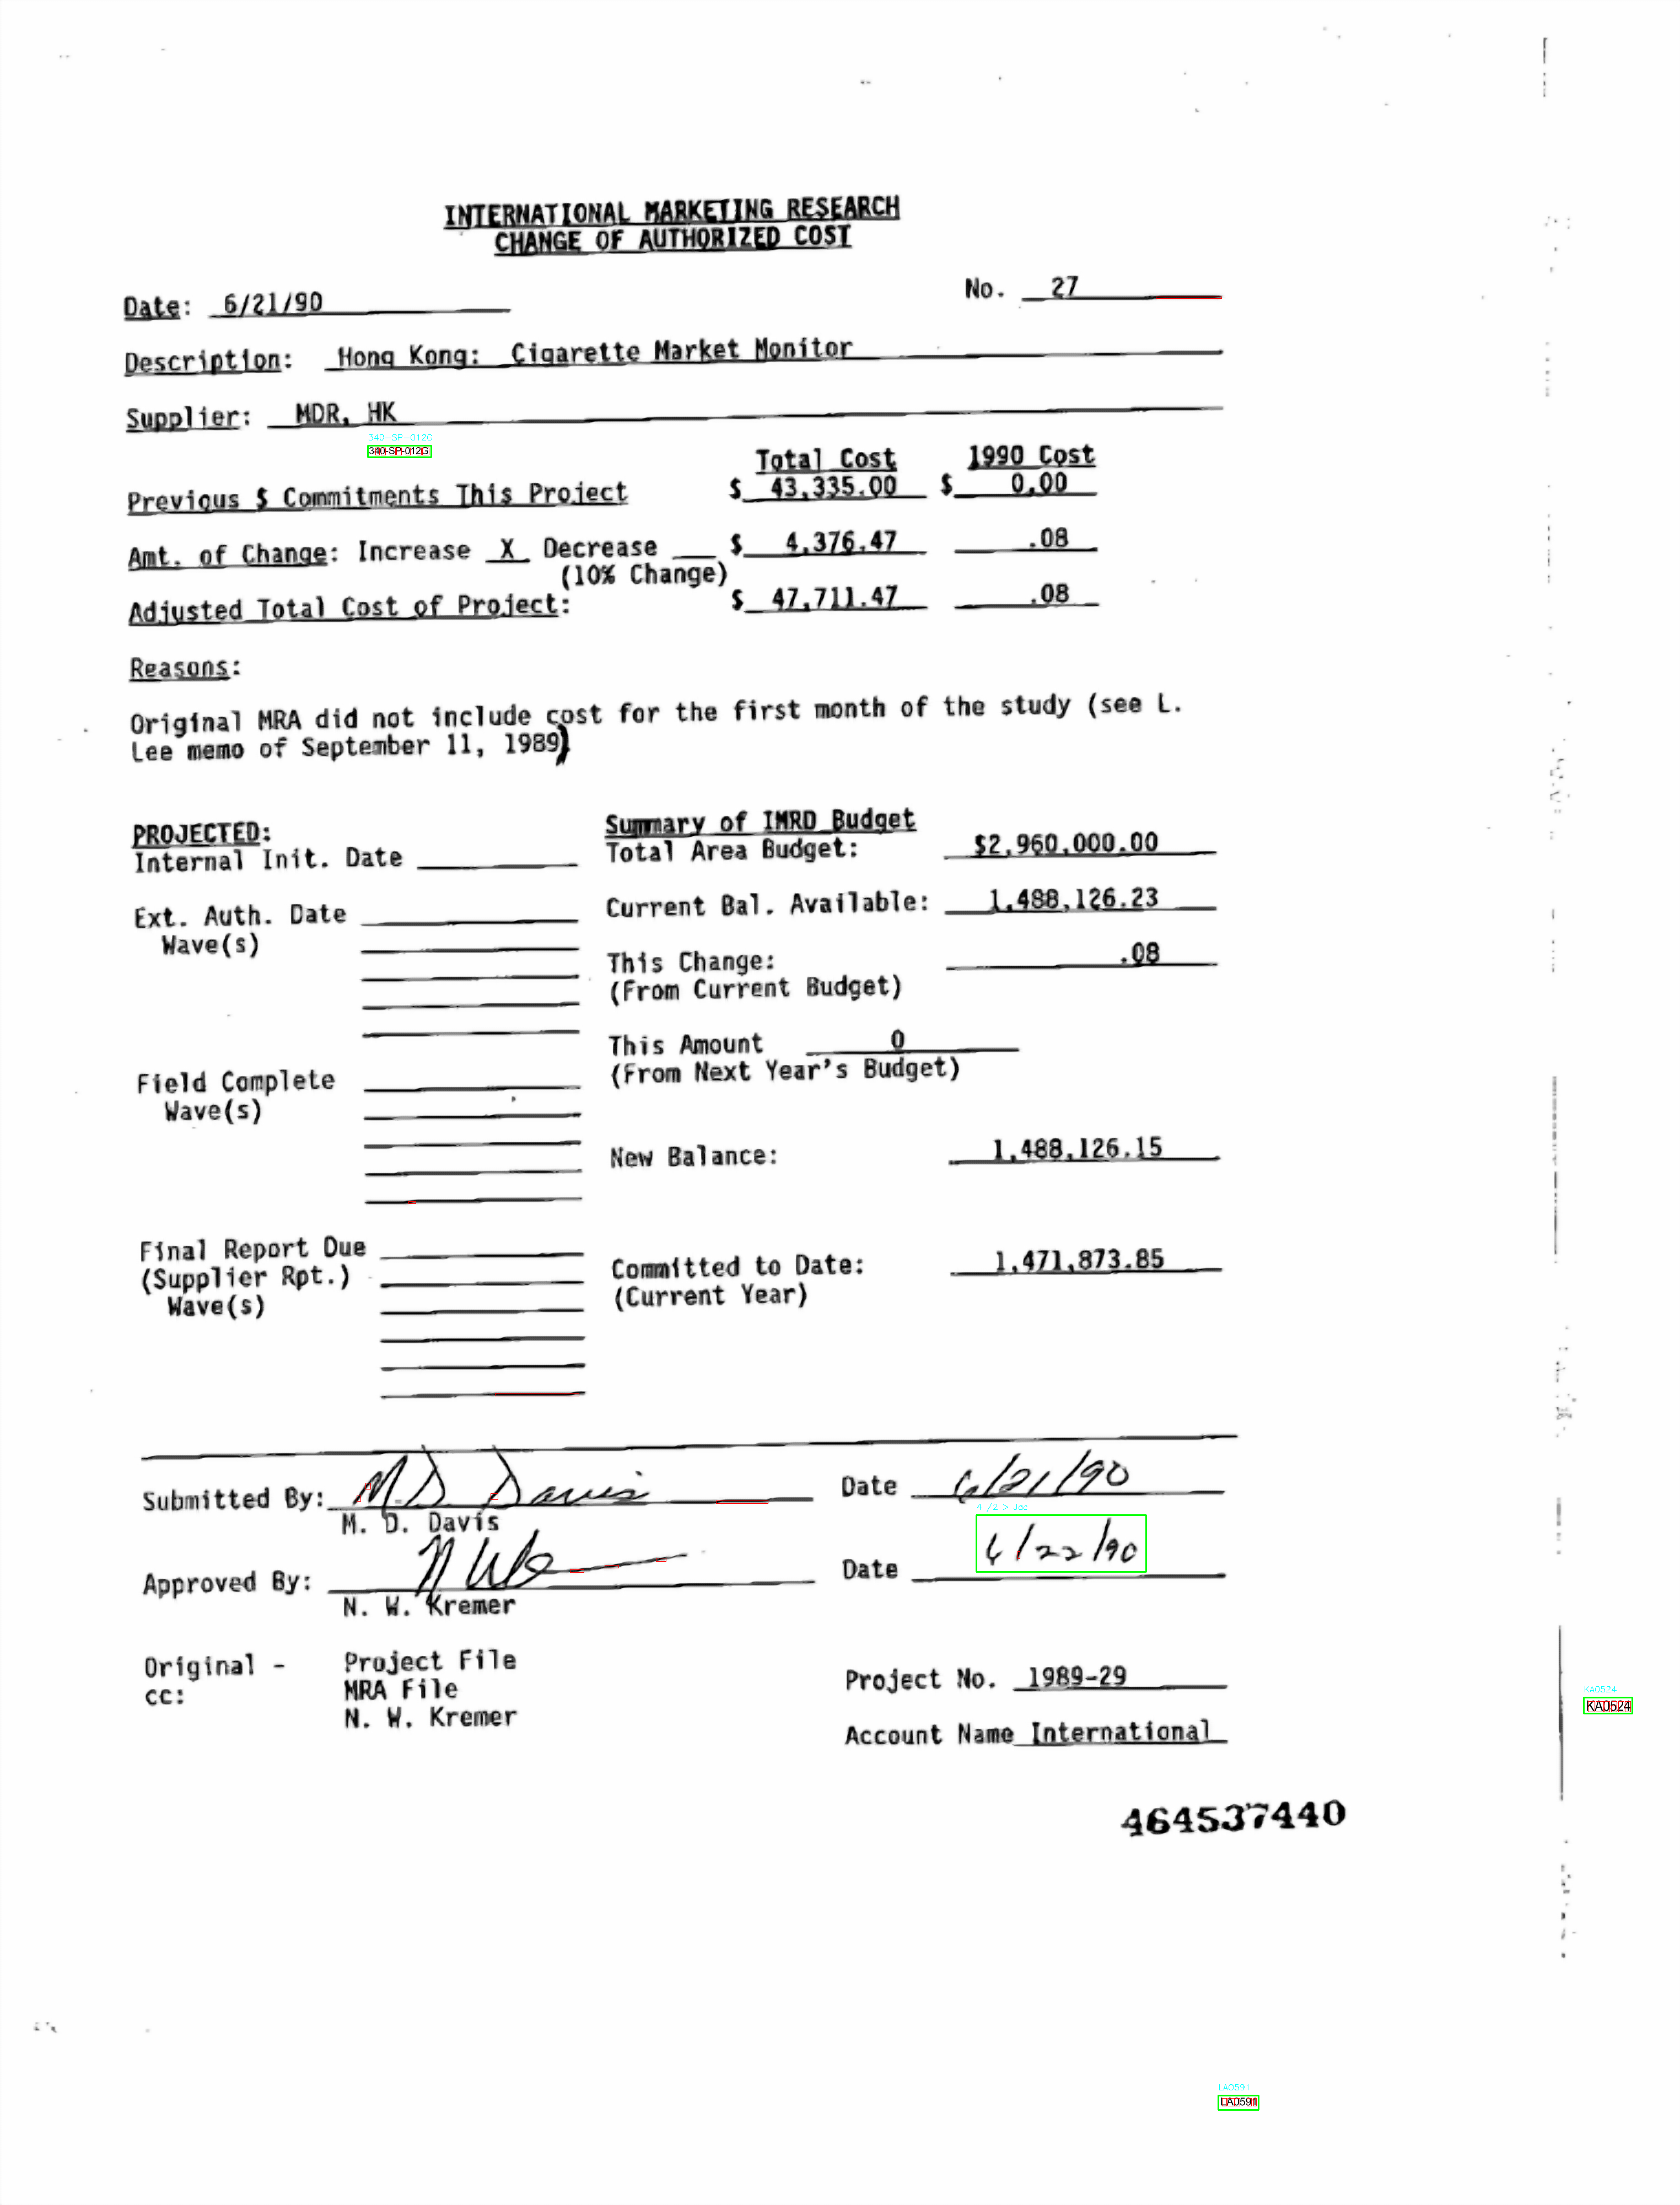 INTERNATIONAL MARKETING RESEARCH
CHANGE OF AUTHORIZED COST
Date: 6/21/90 No. 27
Description: Hong Kong: Cigarette Market Monitor
Supplier: MDR, HK
340-SP-012G
340-SP-012G
Total Cost 1990 Cost
Previous $ Commitments This Project $ 43,335.00 $ 0.00
Amt. of Change: Increase X Decrease $ 4,376.47 .08
(10% Change)
Adjusted Total Cost of Project: $ 47,711.47 .08
Reasons:
Original MRA did not include cost for the first month of the study (see L.
Lee memo of September 11, 1989)
PROJECTED: Summary of IMRD Budget
Internal Init. Date Total Area Budget: $2,960,000.00
Ext. Auth. Date Current Bal. Available: 1,488,126.23
Wave(s)
This Change: .08
(From Current Budget)
This Amount 0
Field Complete (From Next Year's Budget)
Wave(s)
New Balance: 1,488,126.15
Final Report Due Committed to Date: 1,471,873.85
(Supplier Rpt.) (Current Year)
Wave(s)
Submitted By: M.D. Davis Date 6/21/90
M. D. Davis
4 /2 > Joc
Approved By: Date 6/22/90
N. W. Kremer
Original - Project File Project No. 1989-29
cc: MRA File
N. W. Kremer Account Name International
KA0524
KA0524
464537440
LA0591
LA0591